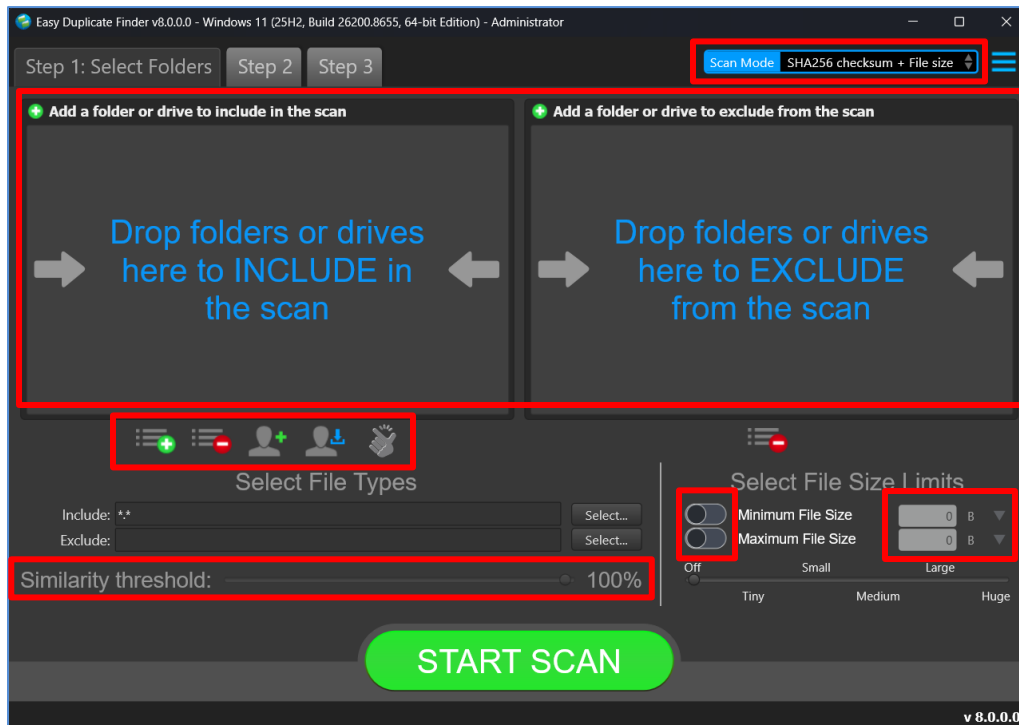 Easy Duplicate Finder v8.0.0.0 - Windows 11 (25H2, Build 26200.8655, 64-bit Edition) - Administrator
Step 1: Select Folders
Step 2
Step 3
Scan Mode SHA256 checksum + File size
Add a folder or drive to include in the scan
Add a folder or drive to exclude from the scan
Drop folders or drives
here to INCLUDE in
the scan
Drop folders or drives
here to EXCLUDE
from the scan
Select File Types
Include: *.* Select...
Exclude: Select...
Similarity threshold: 100%
Select File Size Limits
Minimum File Size 0 B
Maximum File Size 0 B
Off Small Large
Tiny Medium Huge
START SCAN
v 8.0.0.0